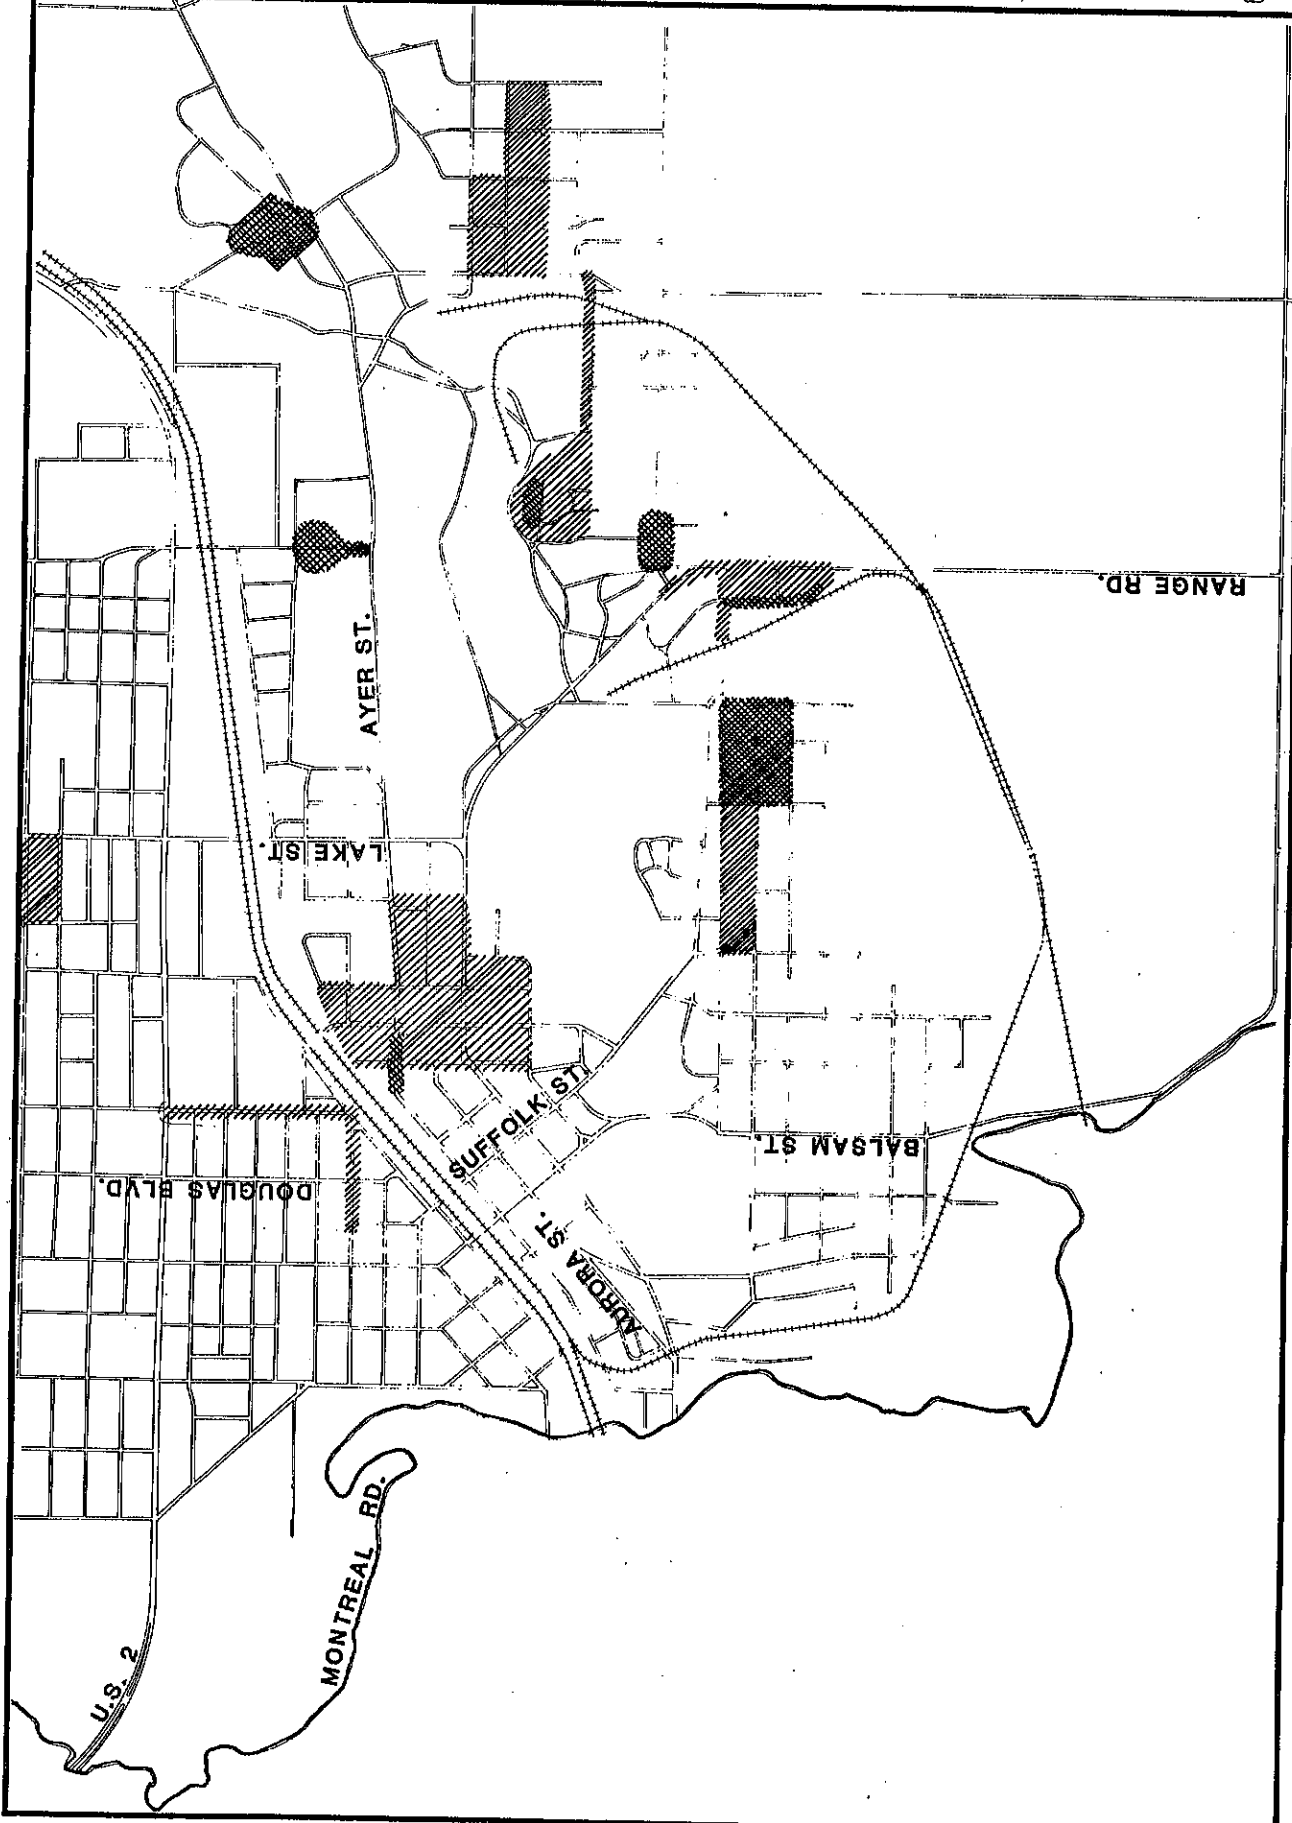 RANGE RD.
AYER ST.
LAKE ST.
SUFFOLK ST.
BALSAM ST.
DOUGLAS BLVD.
AURORA ST.
MONTREAL RD.
U.S. 2